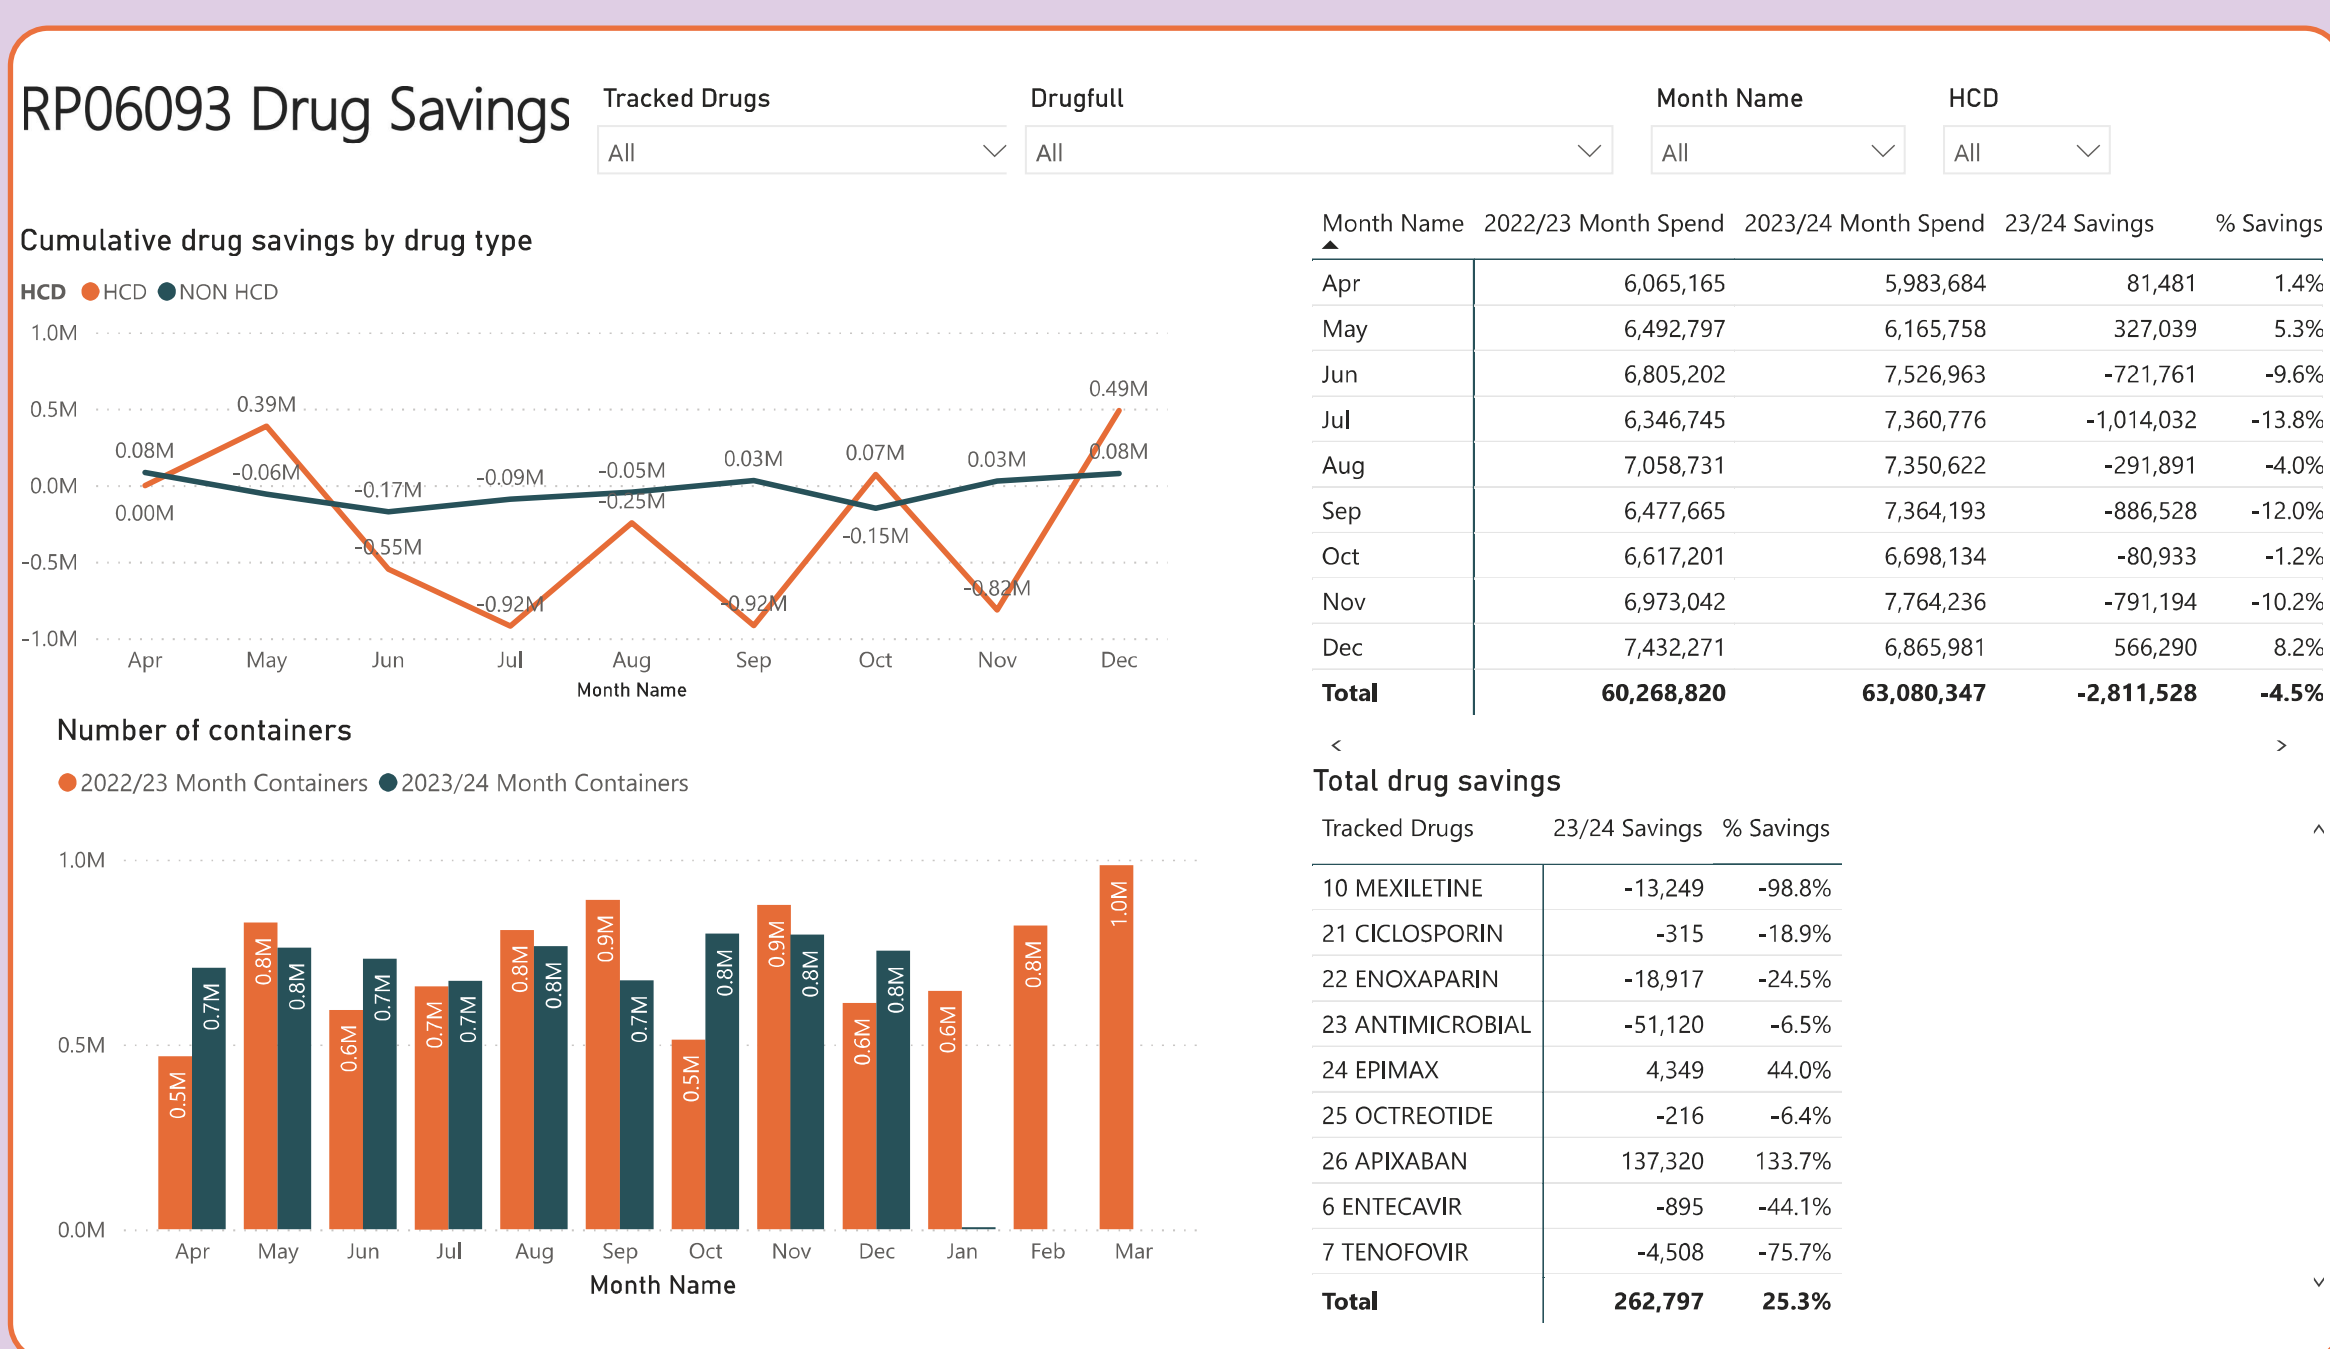 RP06093 Drug Savings
Tracked Drugs
All
Drugfull
All
Month Name
All
HCD
All
Cumulative drug savings by drug type
HCD HCD NON HCD
1.0M
0.5M
0.0M
-0.5M
-1.0M
0.08M
0.00M
0.39M
-0.06M
-0.17M
-0.55M
-0.09M
-0.92M
-0.05M
-0.25M
0.03M
-0.92M
0.07M
-0.15M
0.03M
-0.82M
0.49M
0.08M
Apr May Jun Jul Aug Sep Oct Nov Dec
Month Name
Month Name 2022/23 Month Spend 2023/24 Month Spend 23/24 Savings % Savings
Apr 6,065,165 5,983,684 81,481 1.4%
May 6,492,797 6,165,758 327,039 5.3%
Jun 6,805,202 7,526,963 -721,761 -9.6%
Jul 6,346,745 7,360,776 -1,014,032 -13.8%
Aug 7,058,731 7,350,622 -291,891 -4.0%
Sep 6,477,665 7,364,193 -886,528 -12.0%
Oct 6,617,201 6,698,134 -80,933 -1.2%
Nov 6,973,042 7,764,236 -791,194 -10.2%
Dec 7,432,271 6,865,981 566,290 8.2%
Total 60,268,820 63,080,347 -2,811,528 -4.5%
Number of containers
2022/23 Month Containers 2023/24 Month Containers
1.0M
0.5M
0.0M
0.5M
0.7M
0.8M
0.8M
0.6M
0.7M
0.7M
0.7M
0.8M
0.8M
0.9M
0.7M
0.5M
0.8M
0.9M
0.8M
0.6M
0.8M
0.6M
0.8M
1.0M
Apr May Jun Jul Aug Sep Oct Nov Dec Jan Feb Mar
Month Name
Total drug savings
Tracked Drugs 23/24 Savings % Savings
10 MEXILETINE -13,249 -98.8%
21 CICLOSPORIN -315 -18.9%
22 ENOXAPARIN -18,917 -24.5%
23 ANTIMICROBIAL -51,120 -6.5%
24 EPIMAX 4,349 44.0%
25 OCTREOTIDE -216 -6.4%
26 APIXABAN 137,320 133.7%
6 ENTECAVIR -895 -44.1%
7 TENOFOVIR -4,508 -75.7%
Total 262,797 25.3%